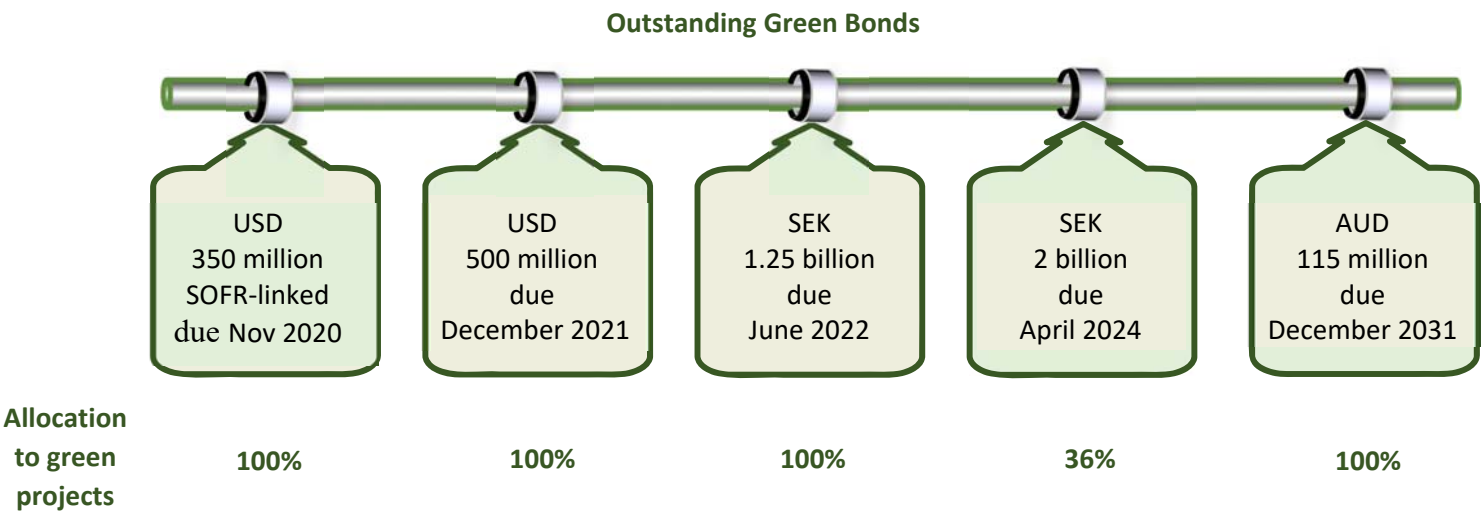 Outstanding Green Bonds
USD
350 million
SOFR-linked
due Nov 2020
USD
500 million
due
December 2021
SEK
1.25 billion
due
June 2022
SEK
2 billion
due
April 2024
AUD
115 million
due
December 2031
Allocation
to green
projects
100%
100%
100%
36%
100%